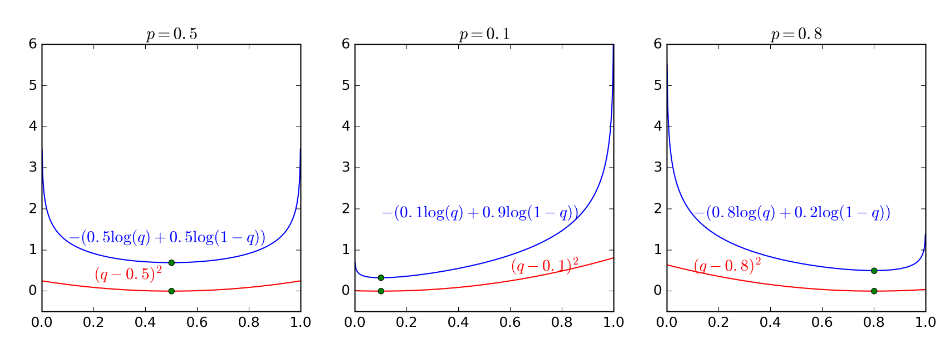 p = 0.5
6
5
4
3
2
1
0
−(0.5log(q) + 0.5log(1−q))
(q−0.5)²
0.0 0.2 0.4 0.6 0.8 1.0
p = 0.1
6
5
4
3
2
1
0
−(0.1log(q) + 0.9log(1−q))
(q−0.1)²
0.0 0.2 0.4 0.6 0.8 1.0
p = 0.8
6
5
4
3
2
1
0
−(0.8log(q) + 0.2log(1−q))
(q−0.8)²
0.0 0.2 0.4 0.6 0.8 1.0